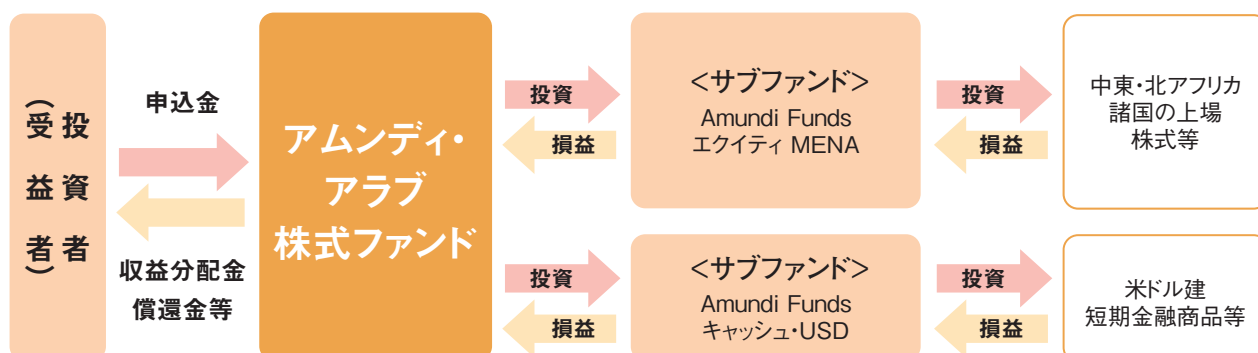 投資者
(受益者)
申込金
収益分配金
償還金等
アムンディ・
アラブ
株式ファンド
投資
損益
<サブファンド>
Amundi Funds
エクイティ MENA
投資
損益
中東・北アフリカ
諸国の上場
株式等
投資
損益
<サブファンド>
Amundi Funds
キャッシュ・USD
投資
損益
米ドル建
短期金融商品等